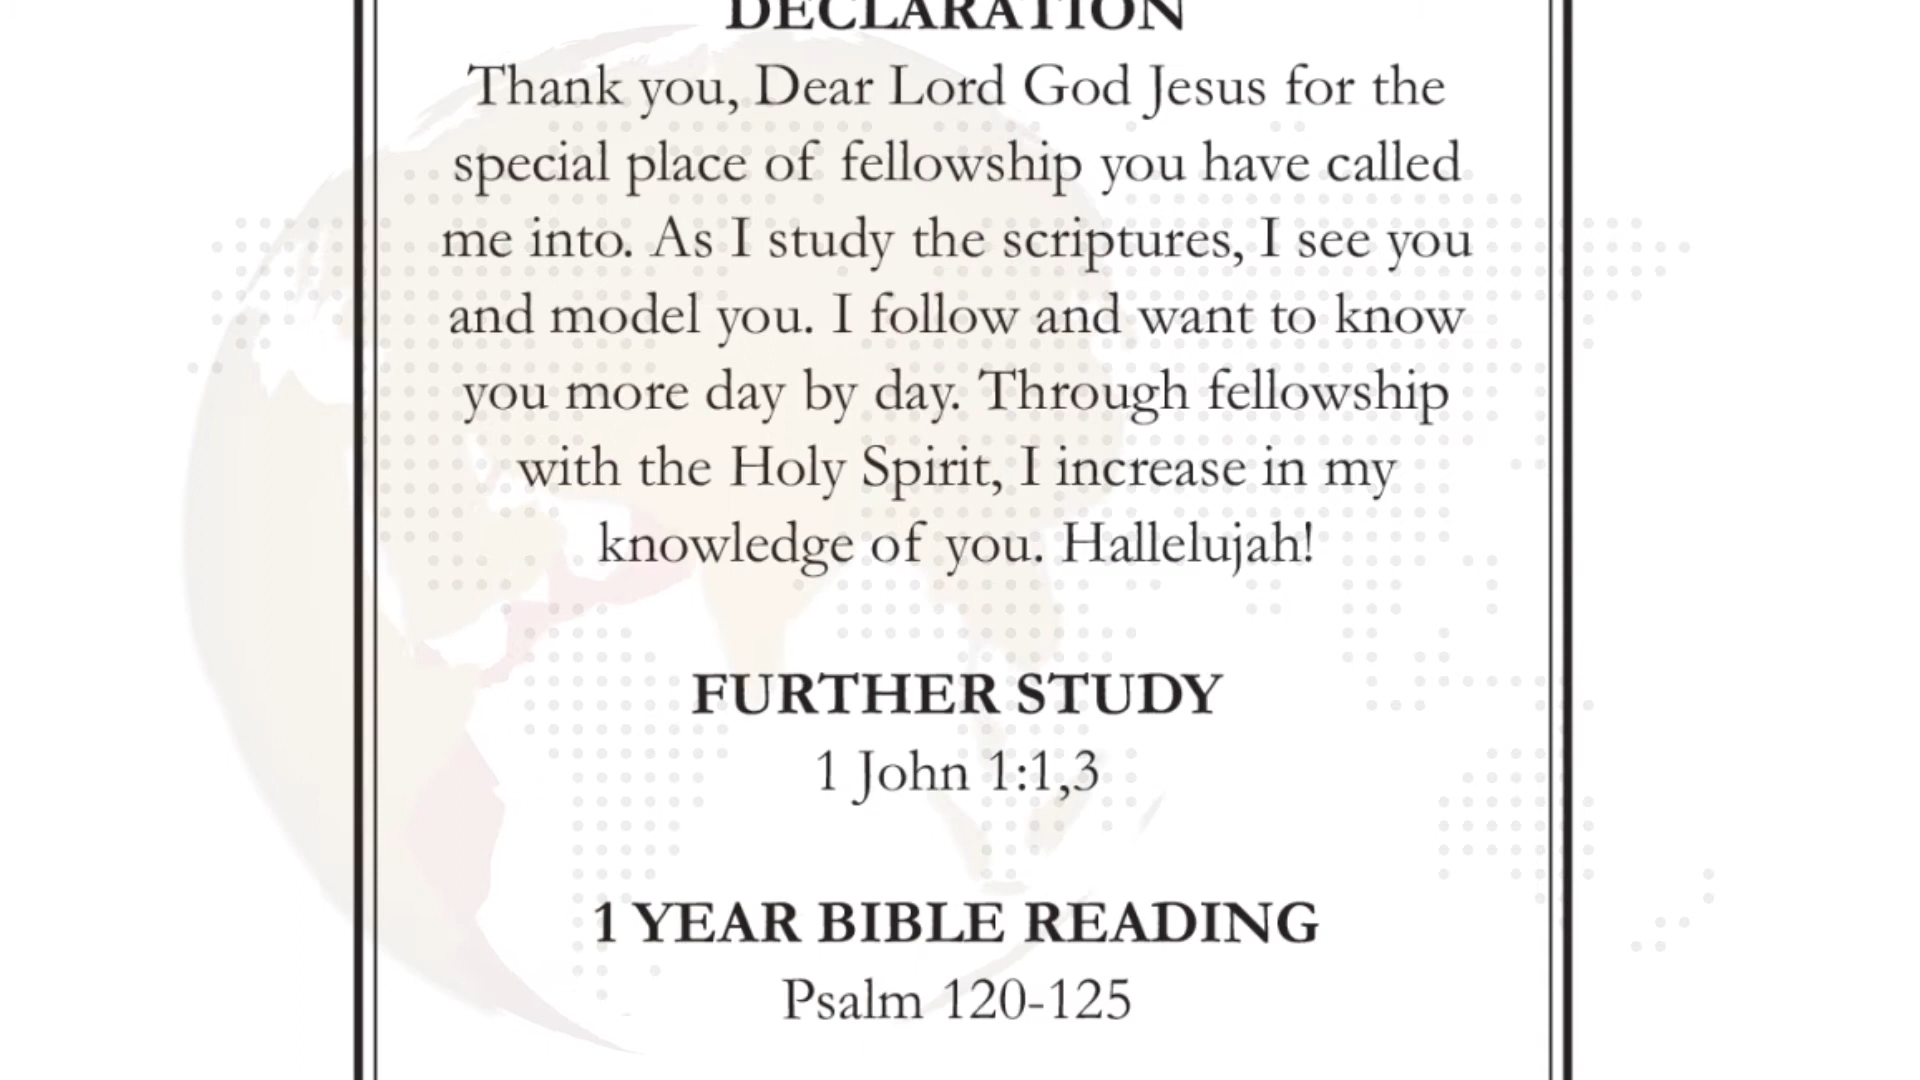 DECLARATION
Thank you, Dear Lord God Jesus for the
special place of fellowship you have called
me into. As I study the scriptures, I see you
and model you. I follow and want to know
you more day by day. Through fellowship
with the Holy Spirit, I increase in my
knowledge of you. Hallelujah!
FURTHER STUDY
1 John 1:1,3
1 YEAR BIBLE READING
Psalm 120-125